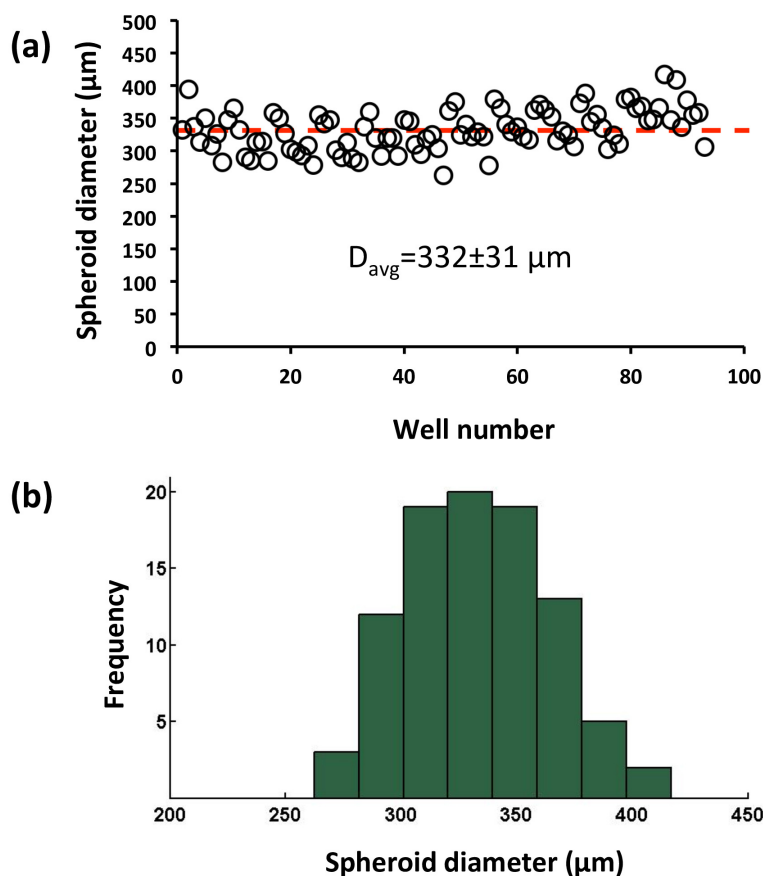 (a)
Spheroid diameter (µm)
500
450
400
350
300
250
200
150
100
50
0
D_avg=332±31 µm
0 20 40 60 80 100
Well number
(b)
Frequency
20
15
10
5
200 250 300 350 400 450
Spheroid diameter (µm)